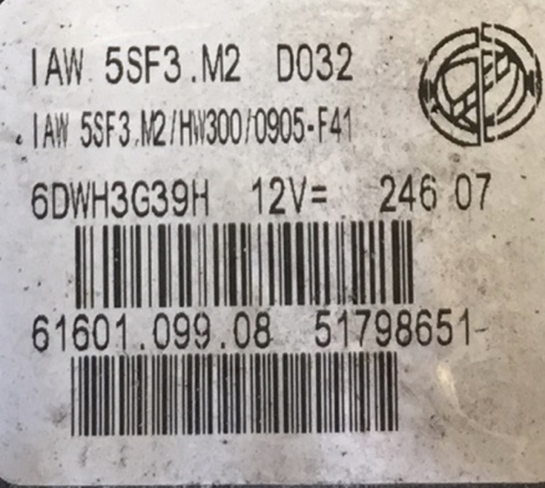 IAW 5SF3.M2 D032
IAW 5SF3.M2/HW300/0905-F41
6DWH3G39H 12V= 246 07
61601.099.08 51798651-